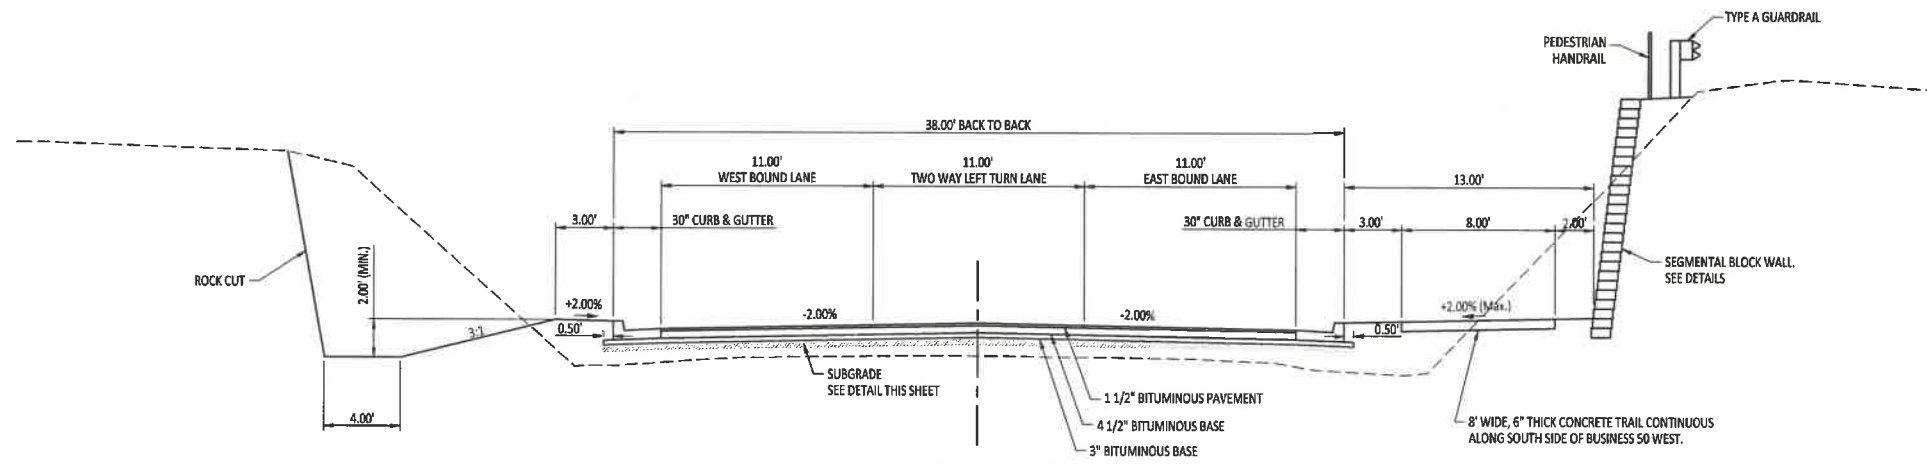 TYPE A GUARDRAIL
PEDESTRIAN
HANDRAIL
38.00' BACK TO BACK
11.00'
WEST BOUND LANE
11.00'
TWO WAY LEFT TURN LANE
11.00'
EAST BOUND LANE
13.00'
3.00'
30" CURB & GUTTER
30" CURB & GUTTER
3.00'
8.00'
2.00'
ROCK CUT
2.00' (MIN.)
SEGMENTAL BLOCK WALL.
SEE DETAILS
3:1
+2.00%
0.50'
-2.00%
-2.00%
+2.00% (Max.)
0.50'
SUBGRADE
SEE DETAIL THIS SHEET
4.00'
1 1/2" BITUMINOUS PAVEMENT
4 1/2" BITUMINOUS BASE
3" BITUMINOUS BASE
8' WIDE, 6" THICK CONCRETE TRAIL CONTINUOUS
ALONG SOUTH SIDE OF BUSINESS 50 WEST.